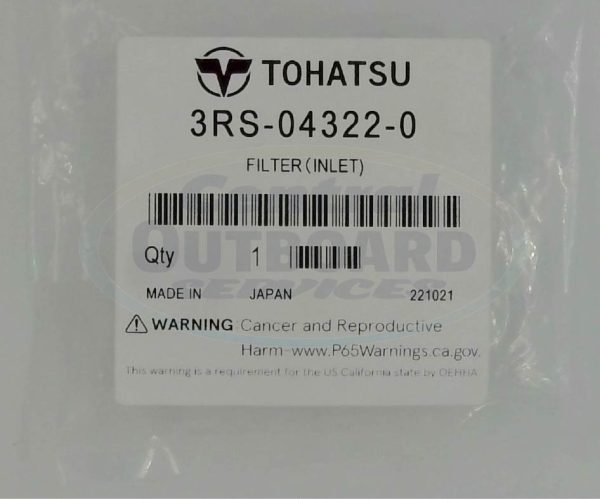 TOHATSU
3RS-04322-0
FILTER(INLET)
Central
OUTBOARD
SERVICES
Qty 1
MADE IN JAPAN 221021
WARNING Cancer and Reproductive
Harm-www.P65Warnings.ca.gov.
This warning is a requirement for the US California state by OEHHA